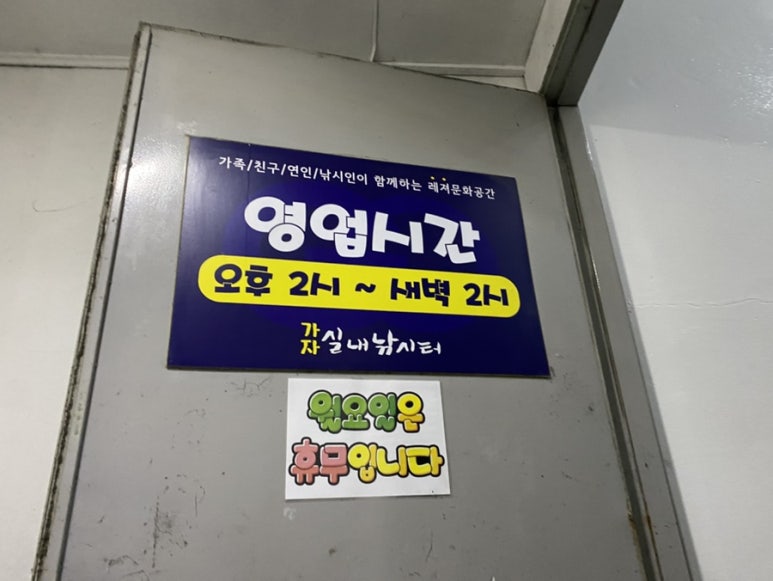 가족/친구/연인/낚시인이 함께하는 레져문화공간
영업시간
오후 2시 ~ 새벽 2시
가자 실내낚시터
월요일은
휴무입니다